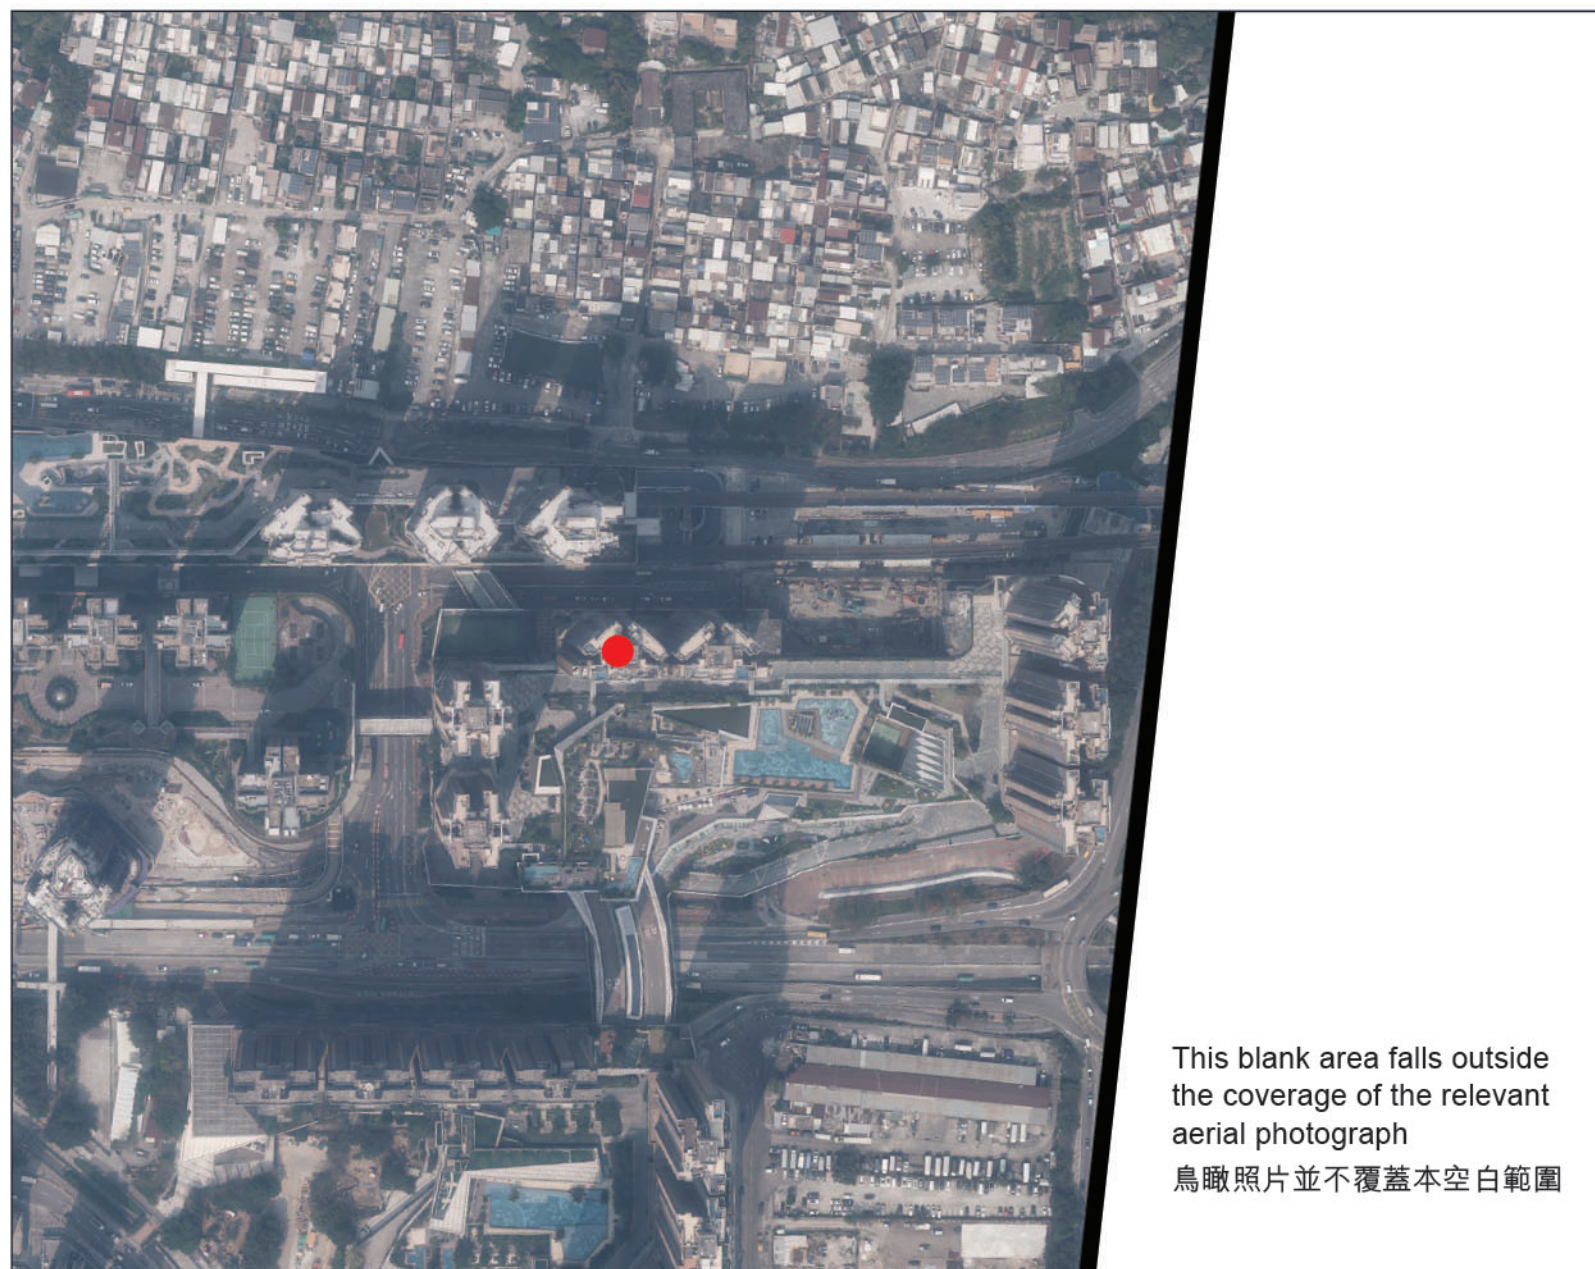 This blank area falls outside
the coverage of the relevant
aerial photograph
鳥瞰照片並不覆蓋本空白範圍